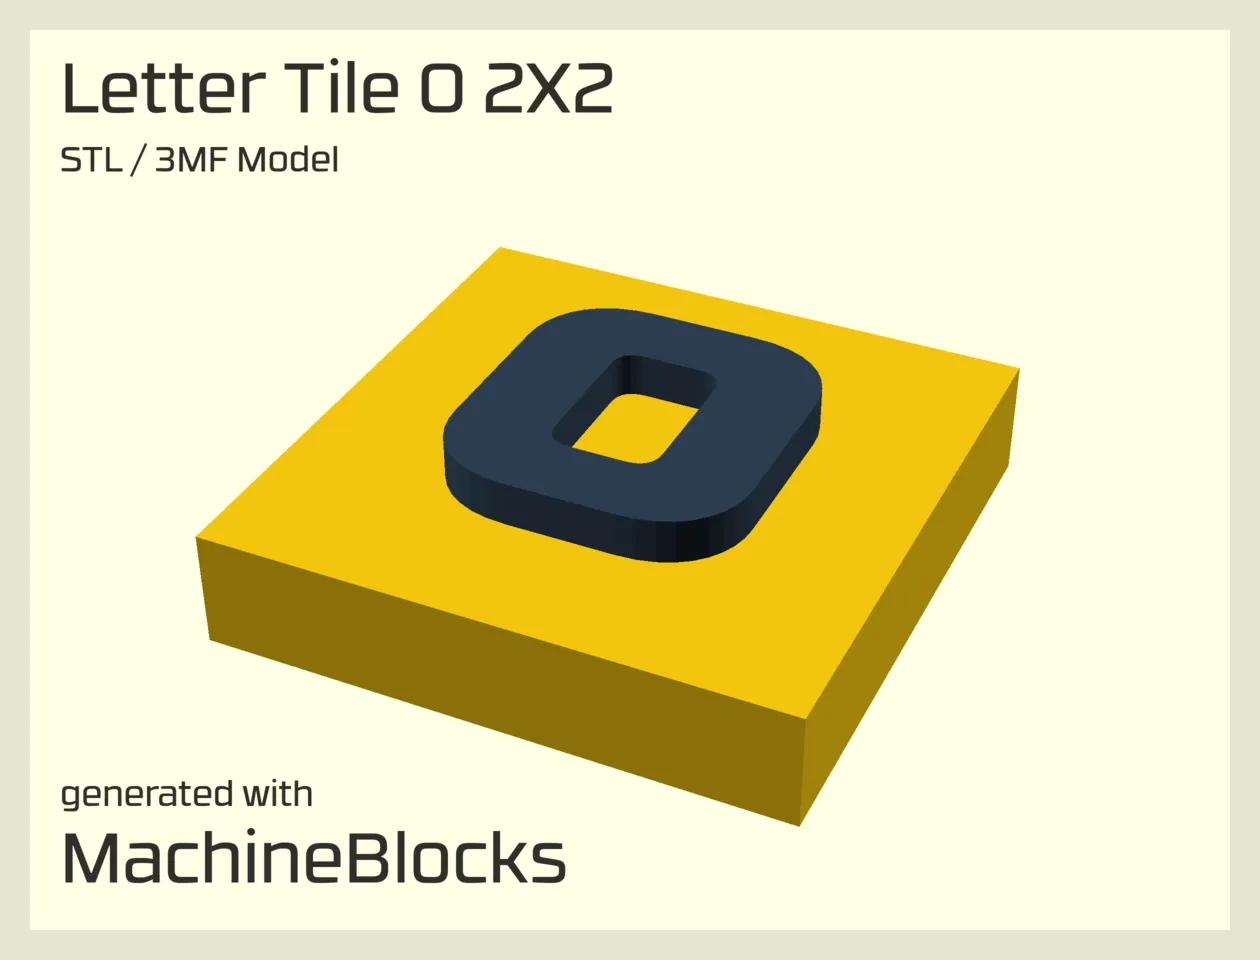 Letter Tile O 2X2
STL / 3MF Model
O
generated with
MachineBlocks